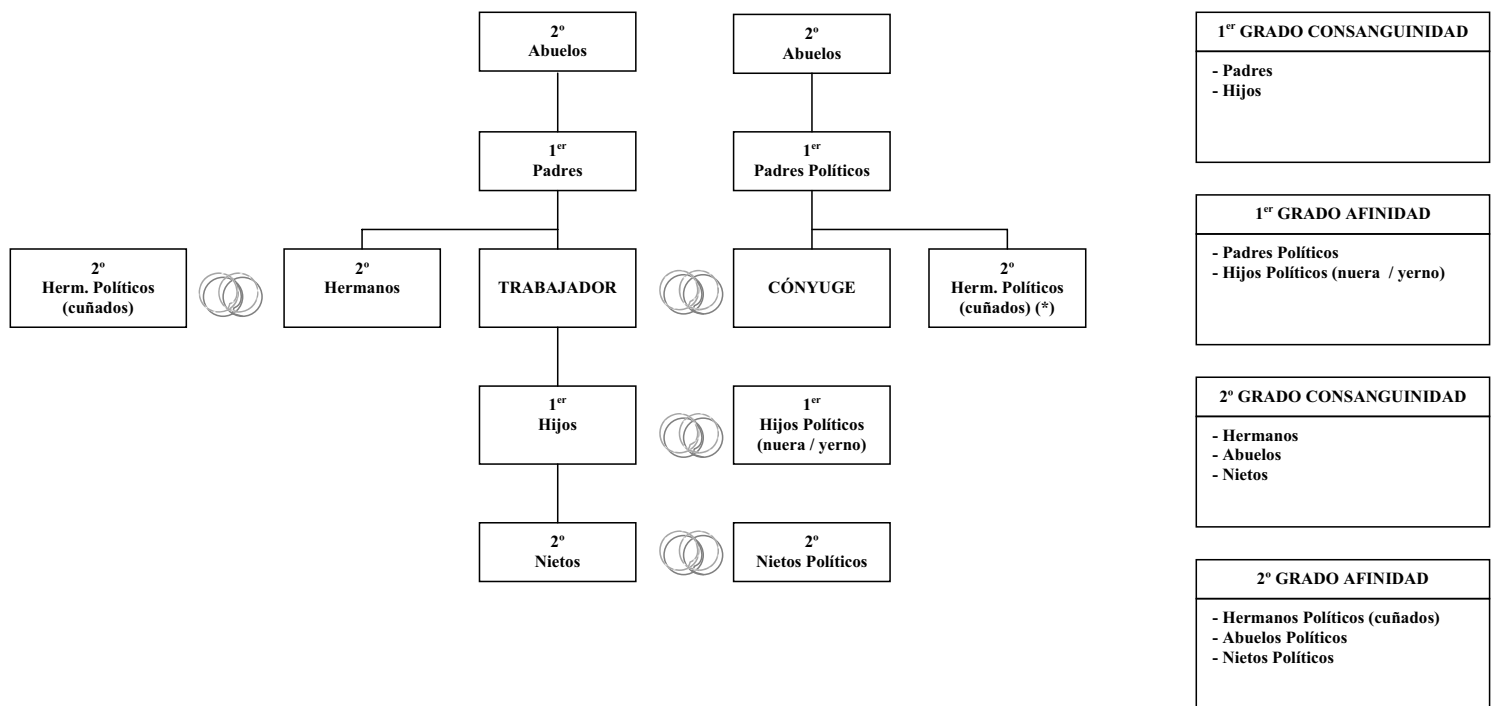 2º
Abuelos
2º
Abuelos
1er
Padres
1er
Padres Políticos
2º
Herm. Políticos
(cuñados)
2º
Hermanos
TRABAJADOR
CÓNYUGE
2º
Herm. Políticos
(cuñados) (*)
1er
Hijos
1er
Hijos Políticos
(nuera / yerno)
2º
Nietos
2º
Nietos Políticos
1er GRADO CONSANGUINIDAD
- Padres
- Hijos
1er GRADO AFINIDAD
- Padres Políticos
- Hijos Políticos (nuera / yerno)
2º GRADO CONSANGUINIDAD
- Hermanos
- Abuelos
- Nietos
2º GRADO AFINIDAD
- Hermanos Políticos (cuñados)
- Abuelos Políticos
- Nietos Políticos